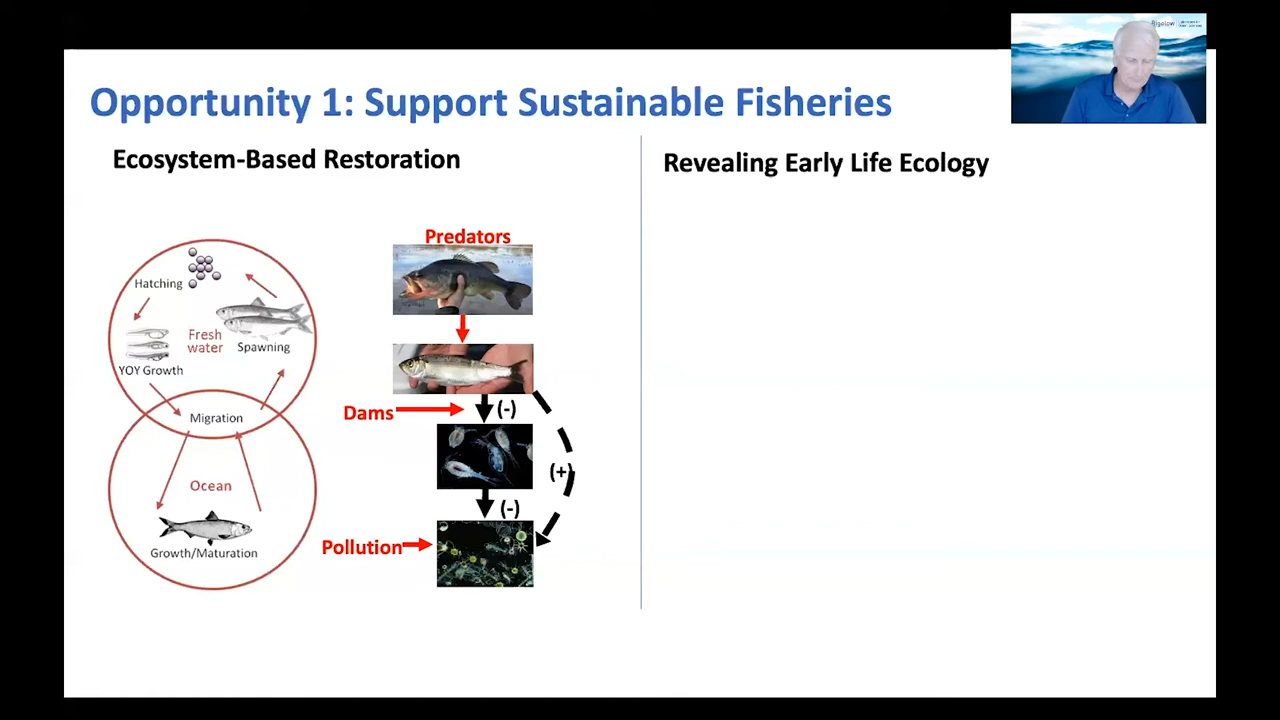 Bigelow
Opportunity 1: Support Sustainable Fisheries
Ecosystem-Based Restoration
Hatching
Fresh
water
Spawning
YOY Growth
Migration
Ocean
Growth/Maturation
Predators
Dams
(-)
(+)
(-)
Pollution
Revealing Early Life Ecology